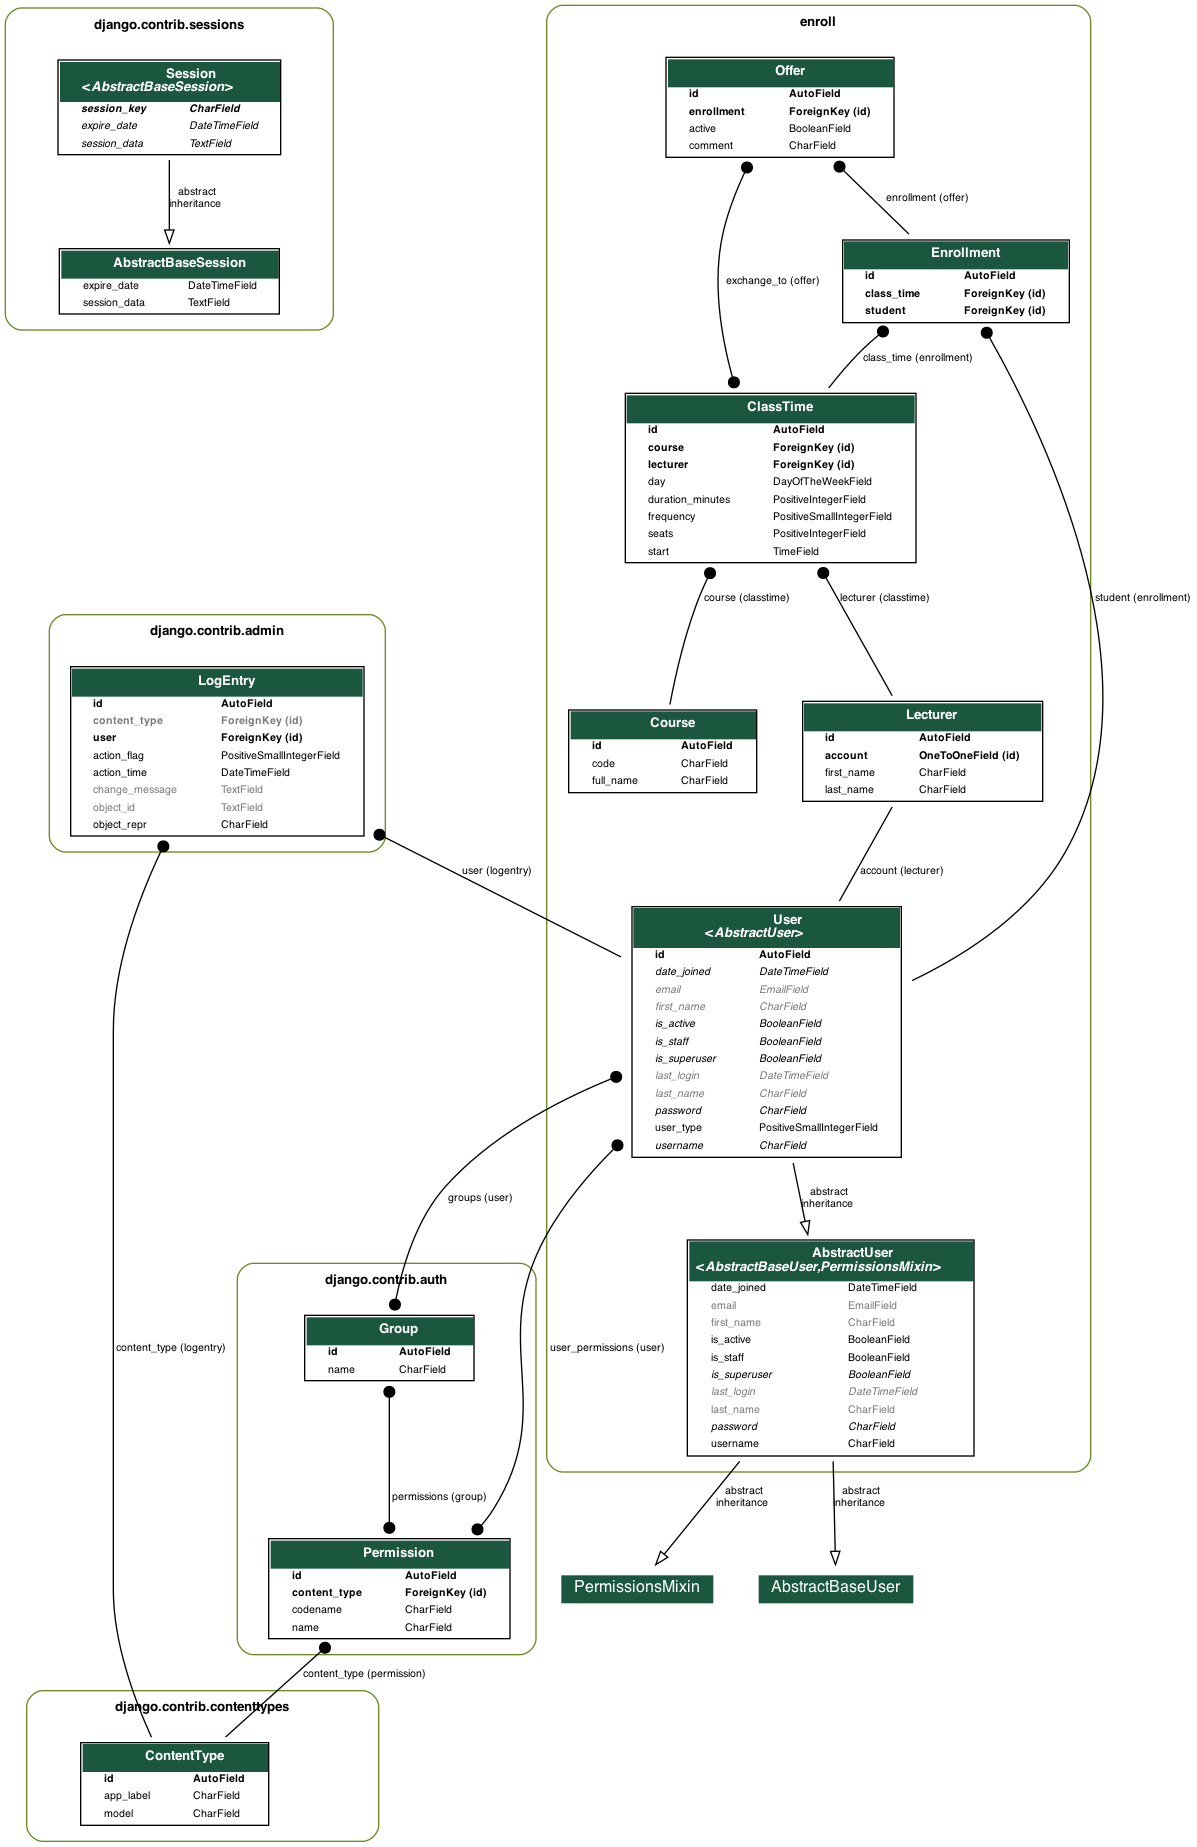 django.contrib.sessions
Session
<AbstractBaseSession>
session_key CharField
expire_date DateTimeField
session_data TextField
abstract
inheritance
AbstractBaseSession
expire_date DateTimeField
session_data TextField
enroll
Offer
id AutoField
enrollment ForeignKey (id)
active BooleanField
comment CharField
enrollment (offer)
exchange_to (offer)
Enrollment
id AutoField
class_time ForeignKey (id)
student ForeignKey (id)
class_time (enrollment)
ClassTime
id AutoField
course ForeignKey (id)
lecturer ForeignKey (id)
day DayOfTheWeekField
duration_minutes PositiveIntegerField
frequency PositiveSmallIntegerField
seats PositiveIntegerField
start TimeField
course (classtime)
lecturer (classtime)
student (enrollment)
django.contrib.admin
LogEntry
id AutoField
content_type ForeignKey (id)
user ForeignKey (id)
action_flag PositiveSmallIntegerField
action_time DateTimeField
change_message TextField
object_id TextField
object_repr CharField
Course
id AutoField
code CharField
full_name CharField
Lecturer
id AutoField
account OneToOneField (id)
first_name CharField
last_name CharField
user (logentry)
account (lecturer)
User
<AbstractUser>
id AutoField
date_joined DateTimeField
email EmailField
first_name CharField
is_active BooleanField
is_staff BooleanField
is_superuser BooleanField
last_login DateTimeField
last_name CharField
password CharField
user_type PositiveSmallIntegerField
username CharField
groups (user)
abstract
inheritance
AbstractUser
<AbstractBaseUser,PermissionsMixin>
date_joined DateTimeField
email EmailField
first_name CharField
is_active BooleanField
is_staff BooleanField
is_superuser BooleanField
last_login DateTimeField
last_name CharField
password CharField
username CharField
django.contrib.auth
Group
id AutoField
name CharField
content_type (logentry)
user_permissions (user)
permissions (group)
abstract
inheritance
abstract
inheritance
Permission
id AutoField
content_type ForeignKey (id)
codename CharField
name CharField
PermissionsMixin
AbstractBaseUser
content_type (permission)
django.contrib.contenttypes
ContentType
id AutoField
app_label CharField
model CharField